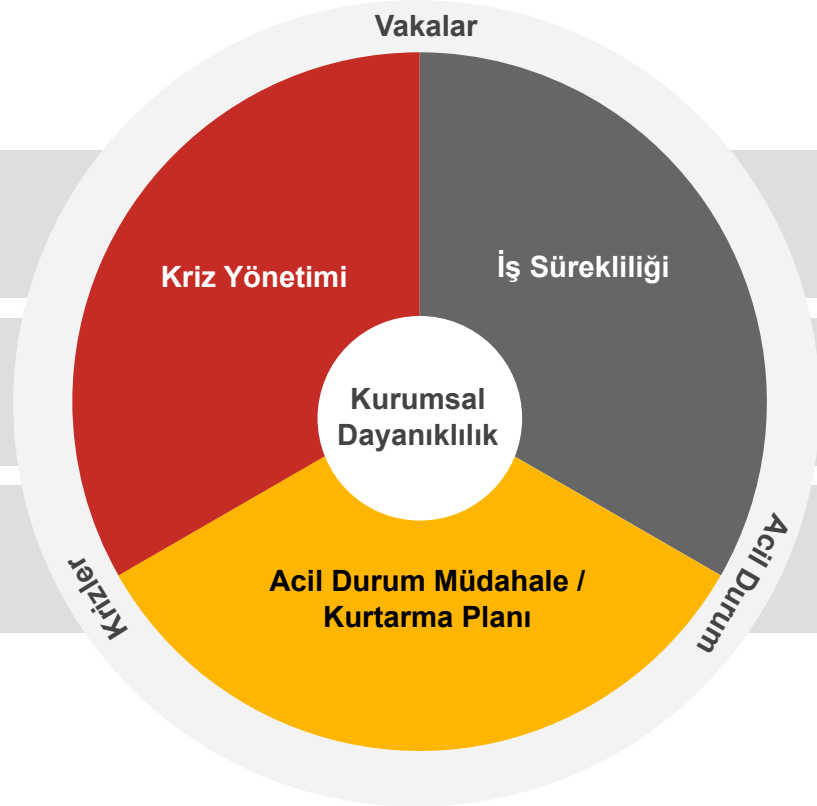 Vakalar
Kriz Yönetimi
İş Sürekliliği
Kurumsal
Dayanıklılık
Acil Durum Müdahale /
Kurtarma Planı
Krizler
Acil Durum